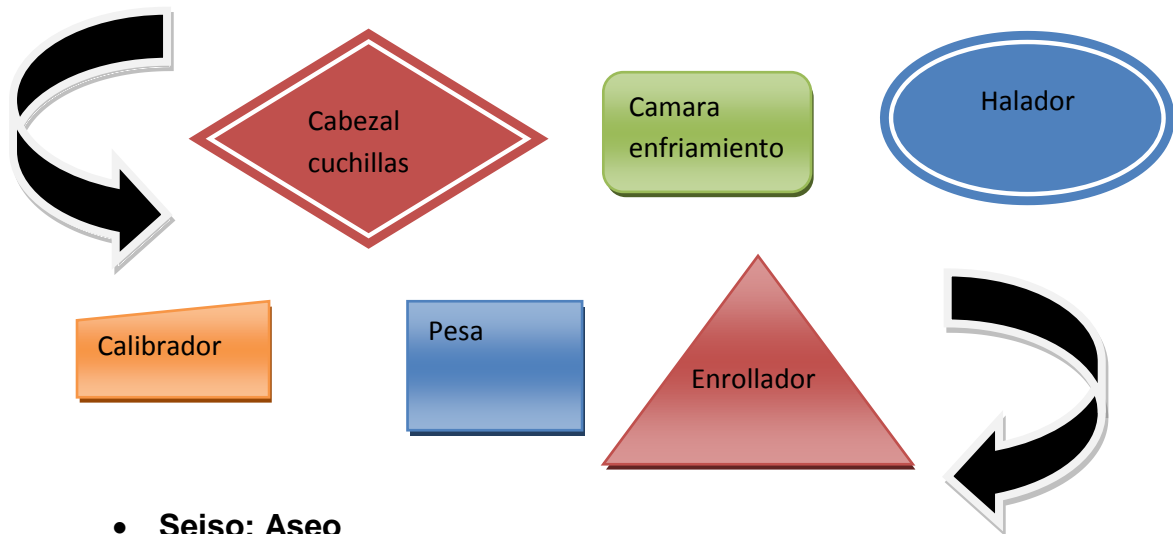 Cabezal
cuchillas
Camara
enfriamiento
Halador
Calibrador
Pesa
Enrollador
• Seiso: Aseo